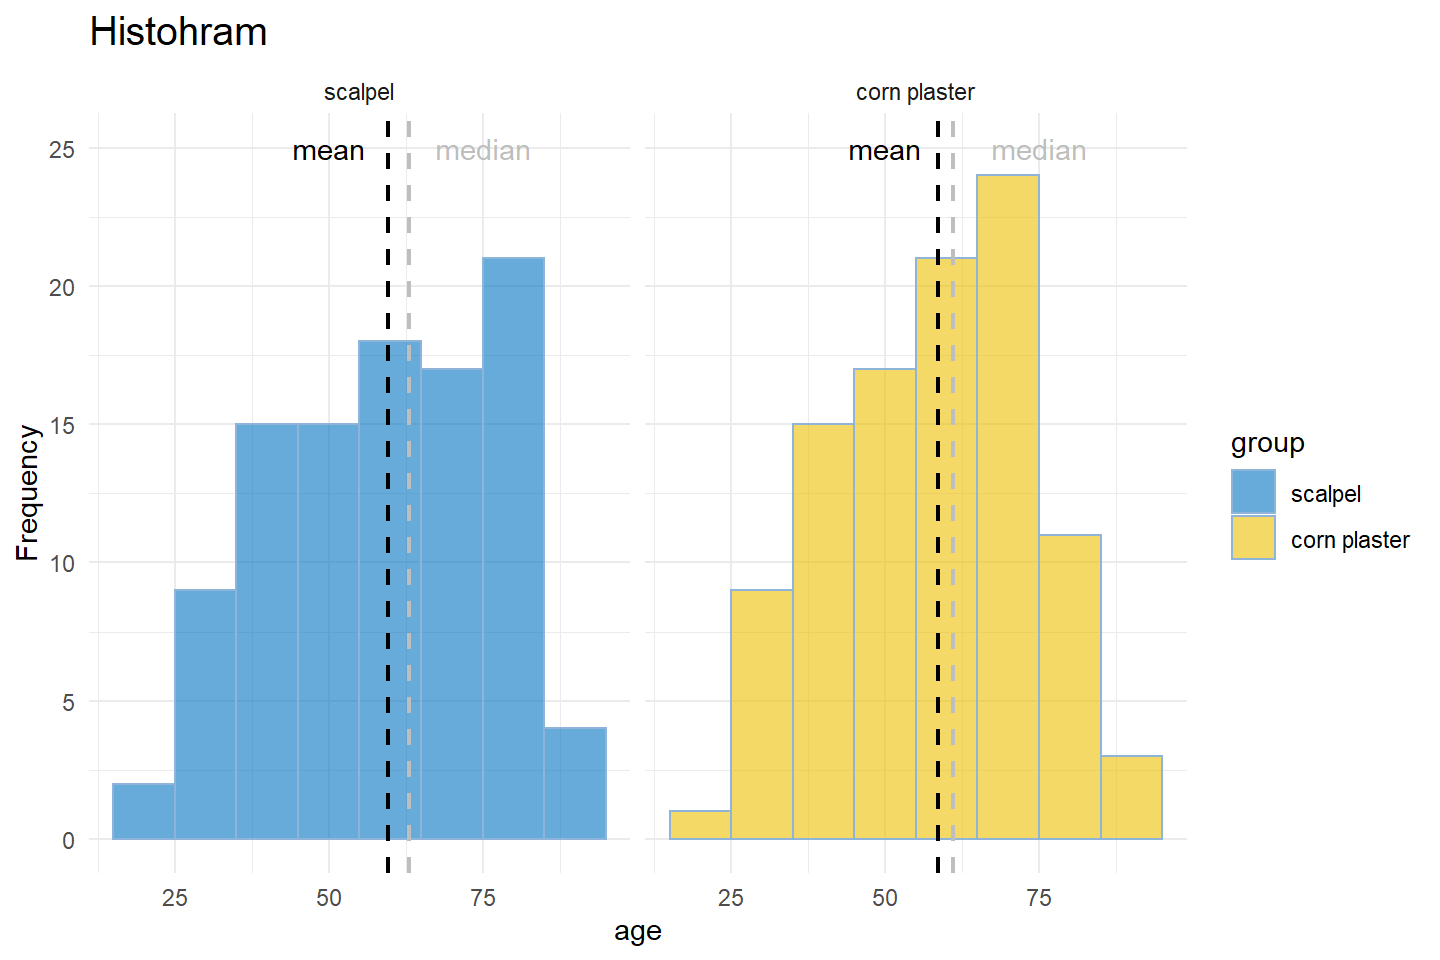 Histohram
scalpel
corn plaster
mean
median
mean
median
25
20
15
10
5
0
Frequency
25
50
75
25
50
75
age
group
scalpel
corn plaster